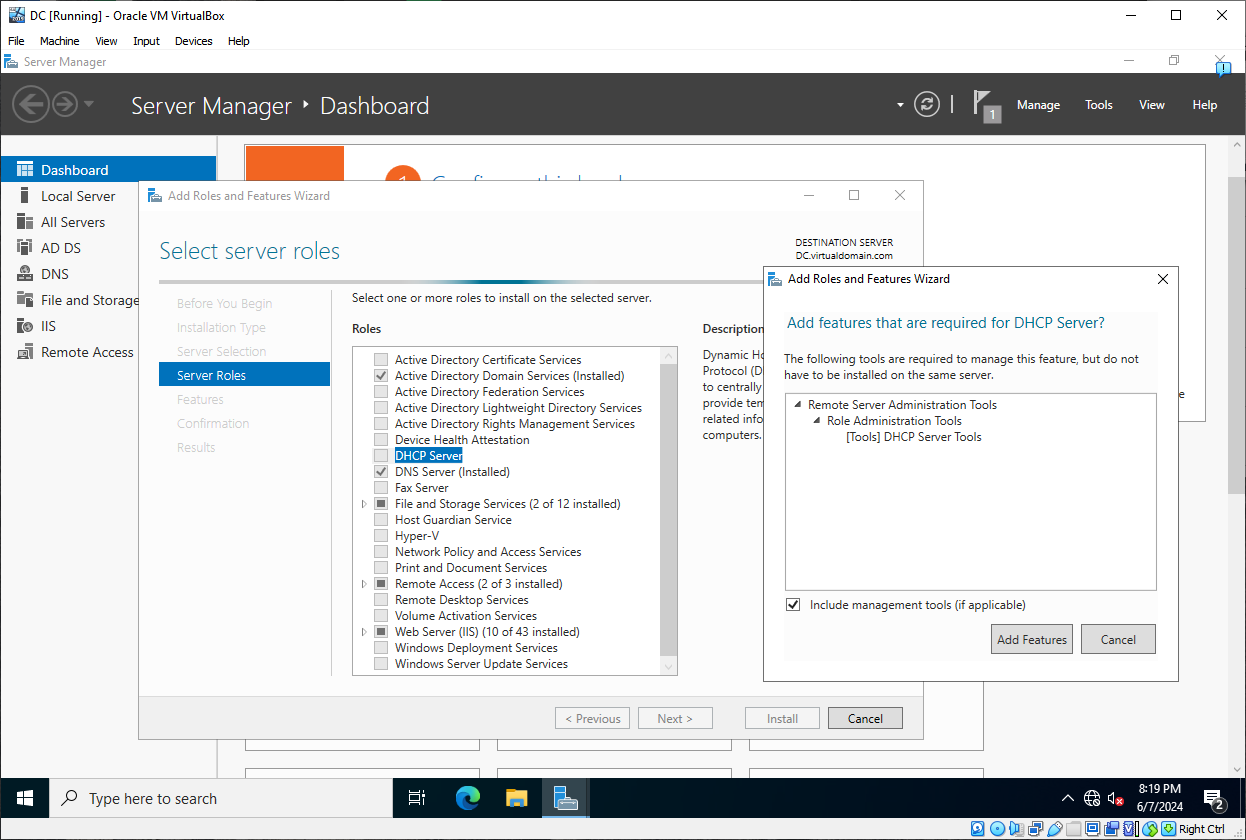 DC [Running] - Oracle VM VirtualBox
File Machine View Input Devices Help
Server Manager
Server Manager ‣ Dashboard
1
Manage Tools View Help
Dashboard
Local Server
All Servers
AD DS
DNS
File and Storage
IIS
Remote Access
Add Roles and Features Wizard
Select server roles
DESTINATION SERVER
DC.virtualdomain.com
Before You Begin
Installation Type
Server Selection
Server Roles
Features
Confirmation
Results
Select one or more roles to install on the selected server.
Roles
Active Directory Certificate Services
Active Directory Domain Services (Installed)
Active Directory Federation Services
Active Directory Lightweight Directory Services
Active Directory Rights Management Services
Device Health Attestation
DHCP Server
DNS Server (Installed)
Fax Server
File and Storage Services (2 of 12 installed)
Host Guardian Service
Hyper-V
Network Policy and Access Services
Print and Document Services
Remote Access (2 of 3 installed)
Remote Desktop Services
Volume Activation Services
Web Server (IIS) (10 of 43 installed)
Windows Deployment Services
Windows Server Update Services
Description
Dynamic Ho
Protocol (D
to centrally
provide tem
related info
computers.
< Previous
Next >
Install
Cancel
Add Roles and Features Wizard
Add features that are required for DHCP Server?
The following tools are required to manage this feature, but do not
have to be installed on the same server.
Remote Server Administration Tools
Role Administration Tools
[Tools] DHCP Server Tools
Include management tools (if applicable)
Add Features
Cancel
Type here to search
8:19 PM
6/7/2024
2
Right Ctrl